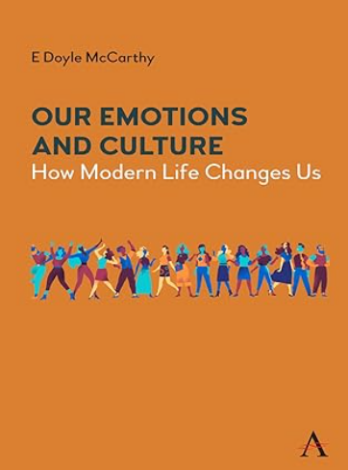 E Doyle McCarthy
OUR EMOTIONS
AND CULTURE
How Modern Life Changes Us